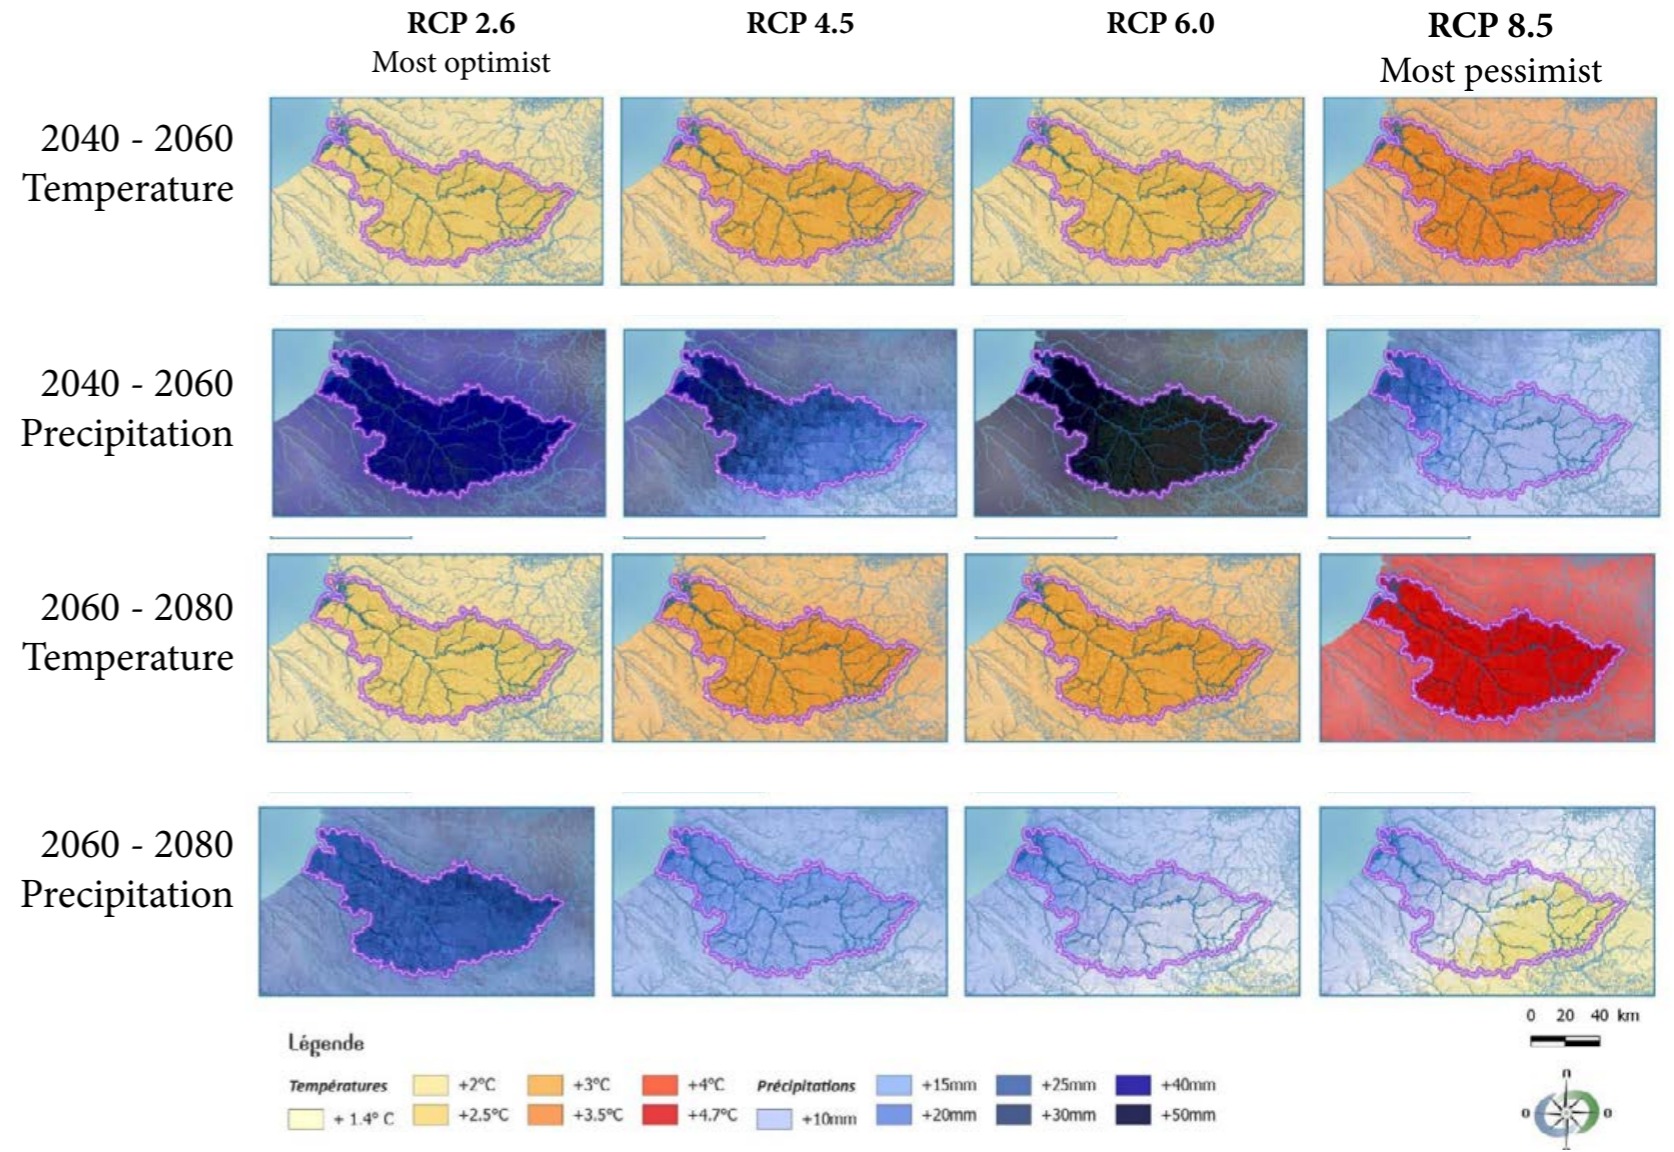 RCP 2.6
Most optimist
RCP 4.5
RCP 6.0
RCP 8.5
Most pessimist
2040 - 2060
Temperature
2040 - 2060
Precipitation
2060 - 2080
Temperature
2060 - 2080
Precipitation
0 20 40 km
Légende
Températures +2°C +3°C +4°C Précipitations +15mm +25mm +40mm
+ 1.4° C +2.5°C +3.5°C +4.7°C +10mm +20mm +30mm +50mm
n
o o